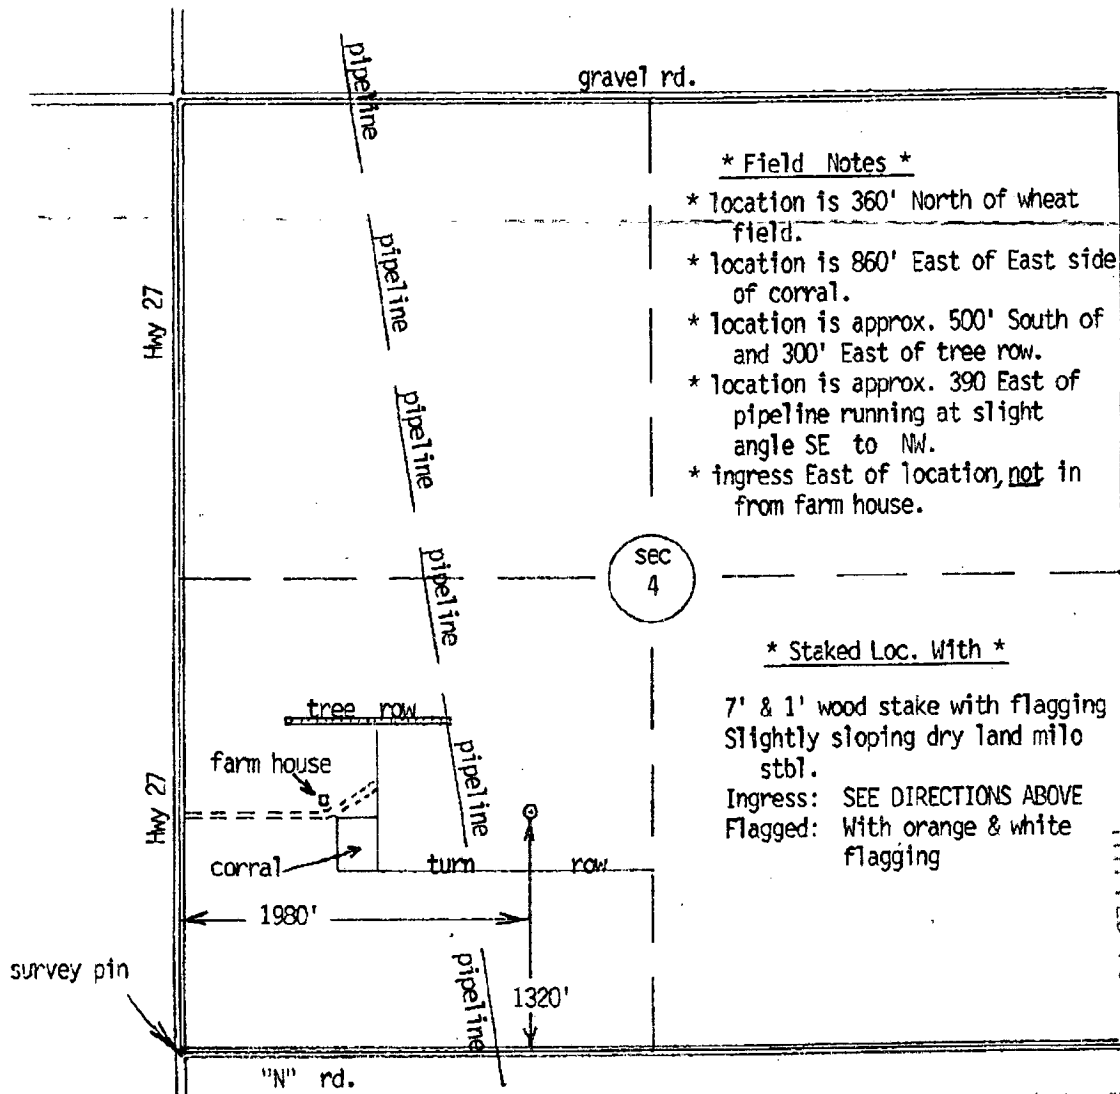 pipeline
gravel rd.
* Field Notes *
* location is 360' North of wheat
field.
* location is 860' East of East side
of corral.
* location is approx. 500' South of
and 300' East of tree row.
* location is approx. 390 East of
pipeline running at slight
angle SE to NW.
* ingress East of location, not in
from farm house.
pipeline
Hwy 27
pipeline
pipeline
sec
4
* Staked Loc. With *
7' & 1' wood stake with flagging
Slightly sloping dry land milo
stbl.
Ingress: SEE DIRECTIONS ABOVE
Flagged: With orange & white
flagging
tree row
farm house
pipeline
Hwy 27
corral
turn row
1980'
survey pin
pipeline
1320'
"N" rd.